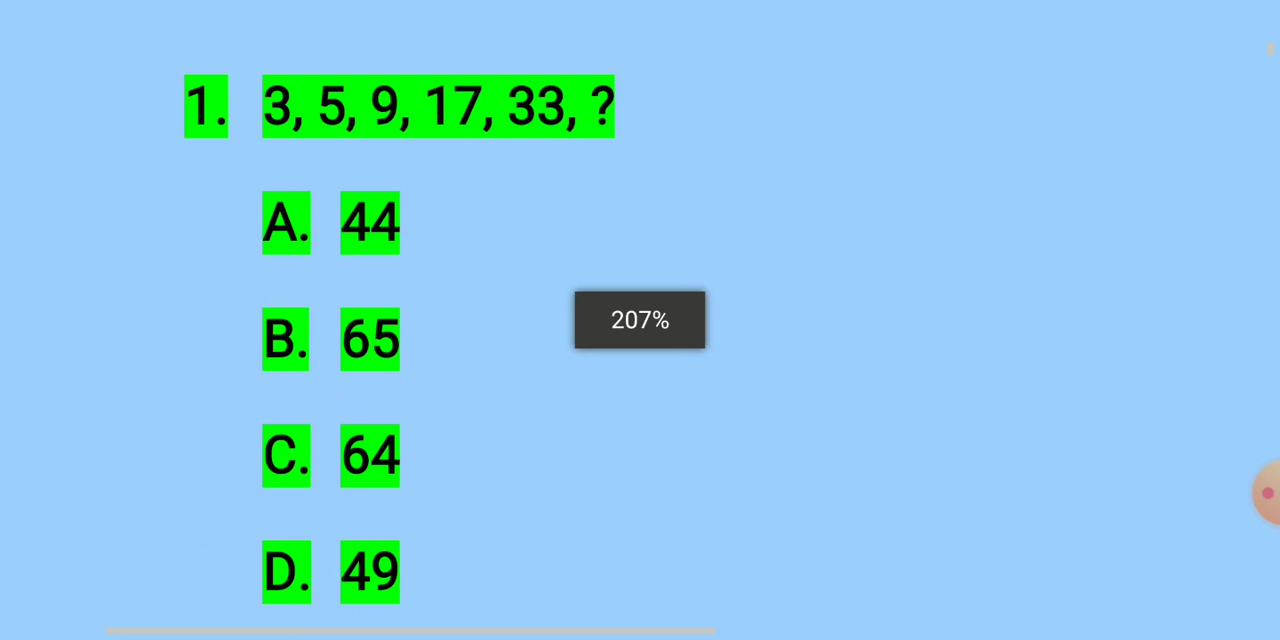 1. 3, 5, 9, 17, 33, ?
A. 44
B. 65
207%
C. 64
D. 49